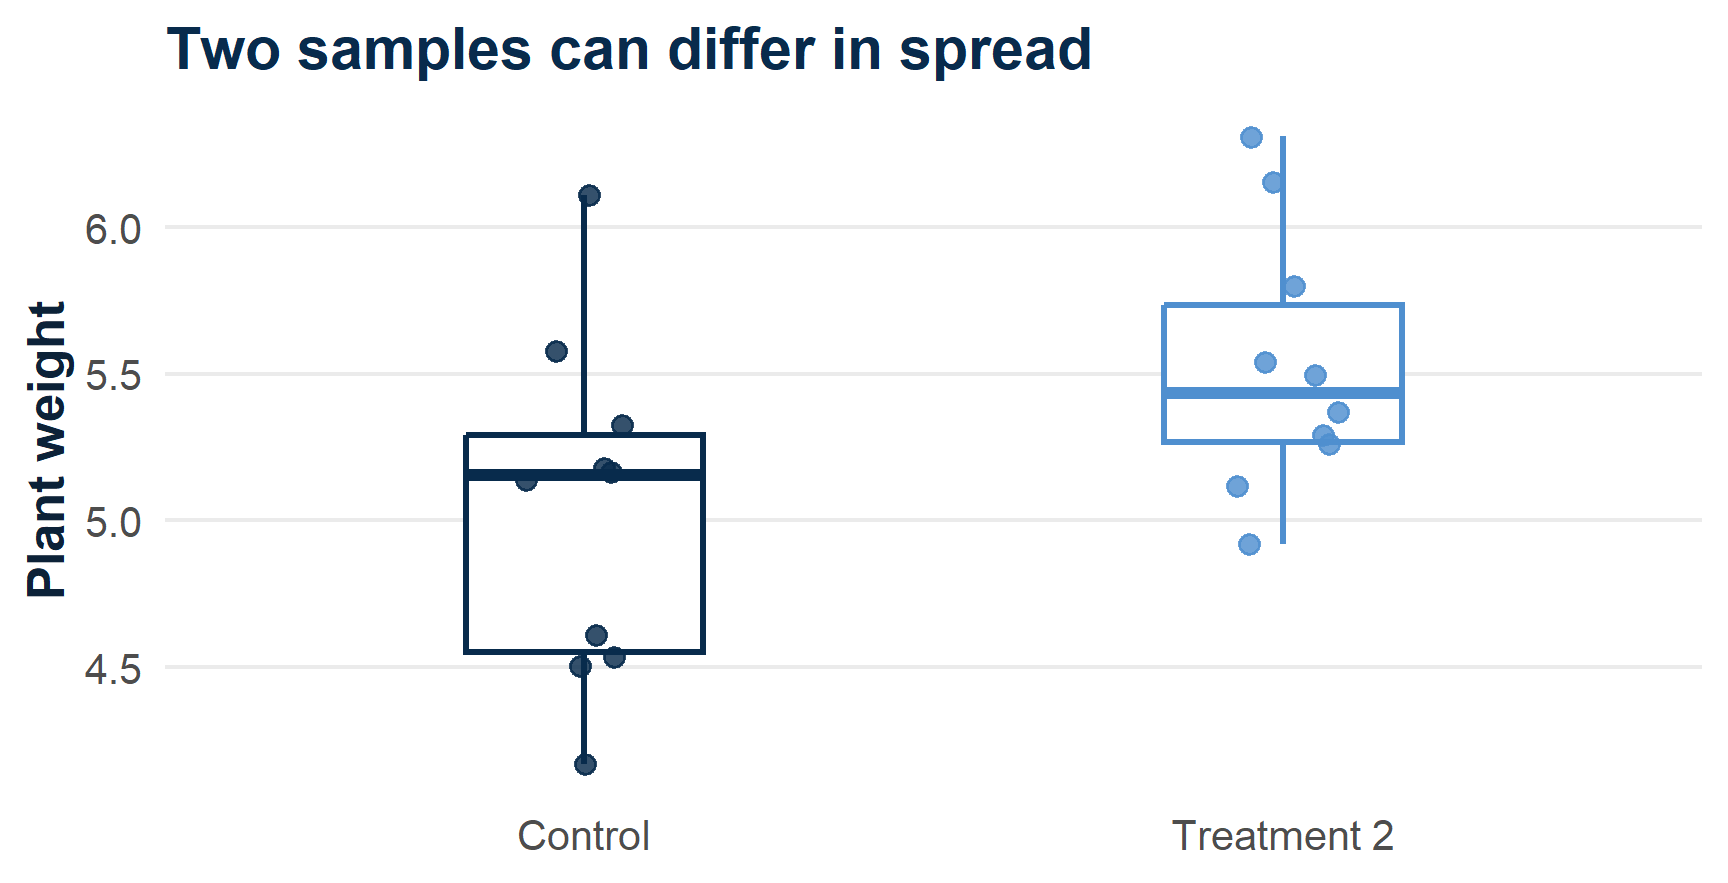 Two samples can differ in spread
Plant weight
6.0
5.5
5.0
4.5
Control
Treatment 2